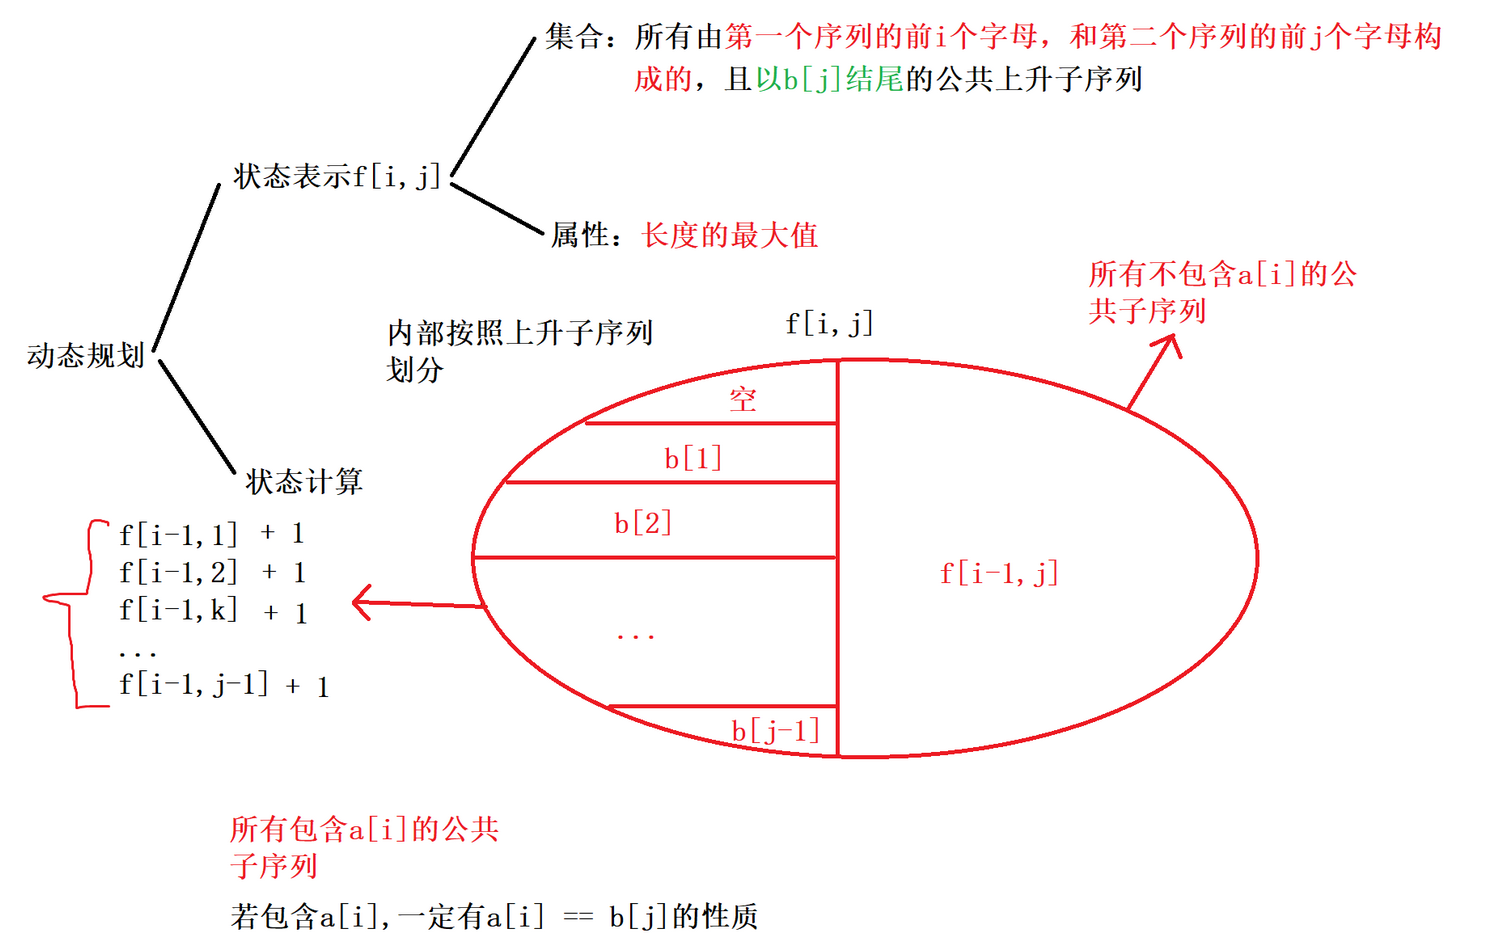 集合：所有由第一个序列的前i个字母，和第二个序列的前j个字母构
成的，且以b[j]结尾的公共上升子序列
状态表示f[i,j]
属性：长度的最大值
所有不包含a[i]的公
共子序列
f[i,j]
内部按照上升子序列
划分
动态规划
空
b[1]
状态计算
b[2]
f[i-1,1] + 1
f[i-1,2] + 1
f[i-1,j]
f[i-1,k] + 1
...
...
f[i-1,j-1] + 1
b[j-1]
所有包含a[i]的公共
子序列
若包含a[i],一定有a[i] == b[j]的性质